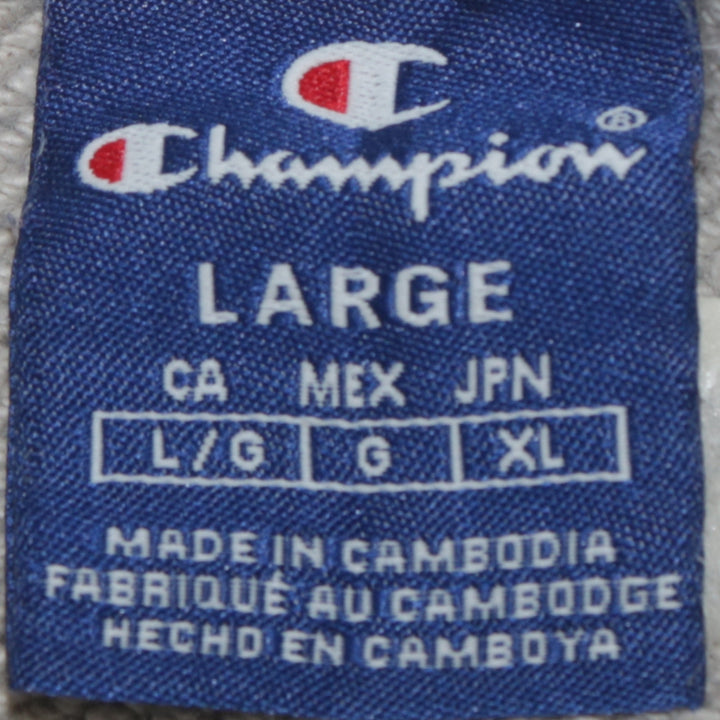 Champion®
LARGE
CA MEX JPN
L/G G XL
MADE IN CAMBODIA
FABRIQUÉ AU CAMBODGE
HECHO EN CAMBOYA